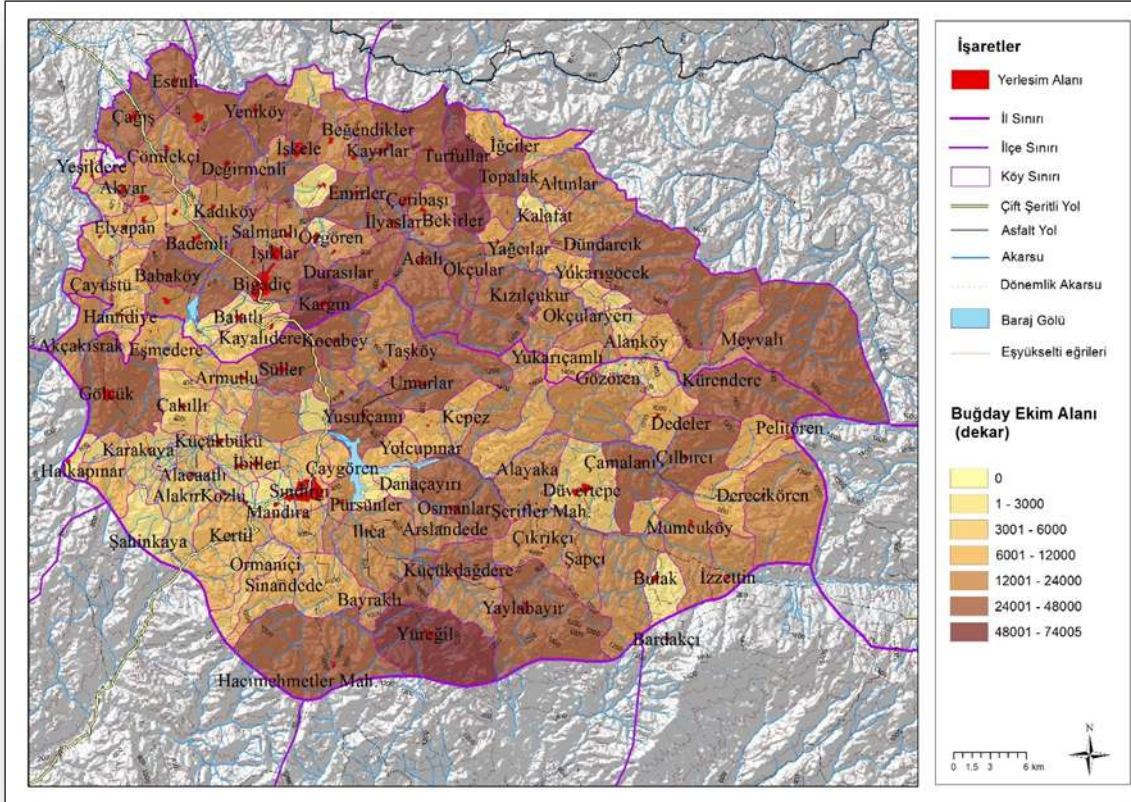 Esenli
Çağış
Yeniköy
Beğendikler
İskele
Kayırlar
Çömlekçi
Değirmenli
Turfullar
İğciler
Yeşildere
Topalak
Altunlar
Akyar
Emirler
Çeribaşı
Kadıköy
İlyaslar
Bekirler
Kalafat
Elyapan
Salmanlı
Özgören
Bademli
Işıklar
Yağcılar
Dündarcık
Adalı
Okçular
Babaköy
Durasılar
Yukarıgöcek
Çayüstü
Bigadiç
Kargın
Kızılçukur
Hamidiye
Balatlı
Okçularyeri
Akçakısrak
Eşmedere
Kayalıdere
Kocabey
Alanköy
Meyvalı
Taşköy
Yukarıçamlı
Armutlu
Süller
Gözören
Kürendere
Gölcük
Umurlar
Çakıllı
Yusufçamı
Kepez
Dedeler
Pelitören
Karakaya
Küçükbükü
Yolcupınar
Halkapınar
İbiller
Çaygören
Alayaka
Çamalanı
Çılbırcı
Alacaatlı
Danaçayırı
Alakır
Kozlu
Sındırgı
Düvertepe
Derecikören
Mandıra
Pürsünler
Osmanlar
Şerifler Mah.
Şahinkaya
Kertil
Ilıca
Arslandede
Çıkrıkçı
Mumcuköy
Ormaniçi
Şapçı
Sinandede
Küçükdağdere
Bulak
İzzettin
Bayraklı
Yaylabayır
Yüreğil
Bardakçı
Hacımehmetler Mah.
İşaretler
Yerlesim Alanı
İl Sınırı
İlçe Sınırı
Köy Sınırı
Çift Şeritli Yol
Asfalt Yol
Akarsu
Dönemlik Akarsu
Baraj Gölü
Eşyükselti eğrileri
Buğday Ekim Alanı
(dekar)
0
1 - 3000
3001 - 6000
6001 - 12000
12001 - 24000
24001 - 48000
48001 - 74005
N
0 1.5 3 6 km